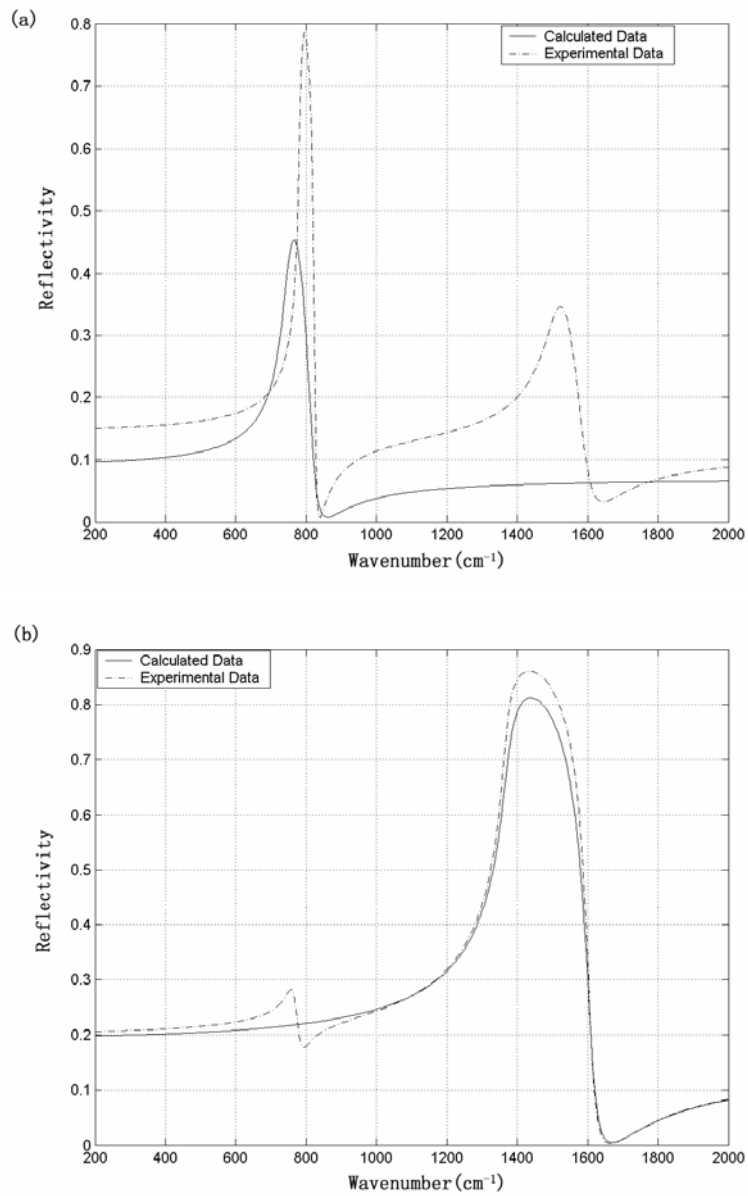 (a)
0.8
0.7
0.6
0.5
0.4
0.3
0.2
0.1
0
Reflectivity
Calculated Data
Experimental Data
200 400 600 800 1000 1200 1400 1600 1800 2000
Wavenumber(cm⁻¹)
(b)
0.9
0.8
0.7
0.6
0.5
0.4
0.3
0.2
0.1
0
Reflectivity
Calculated Data
Experimental Data
200 400 600 800 1000 1200 1400 1600 1800 2000
Wavenumber(cm⁻¹)